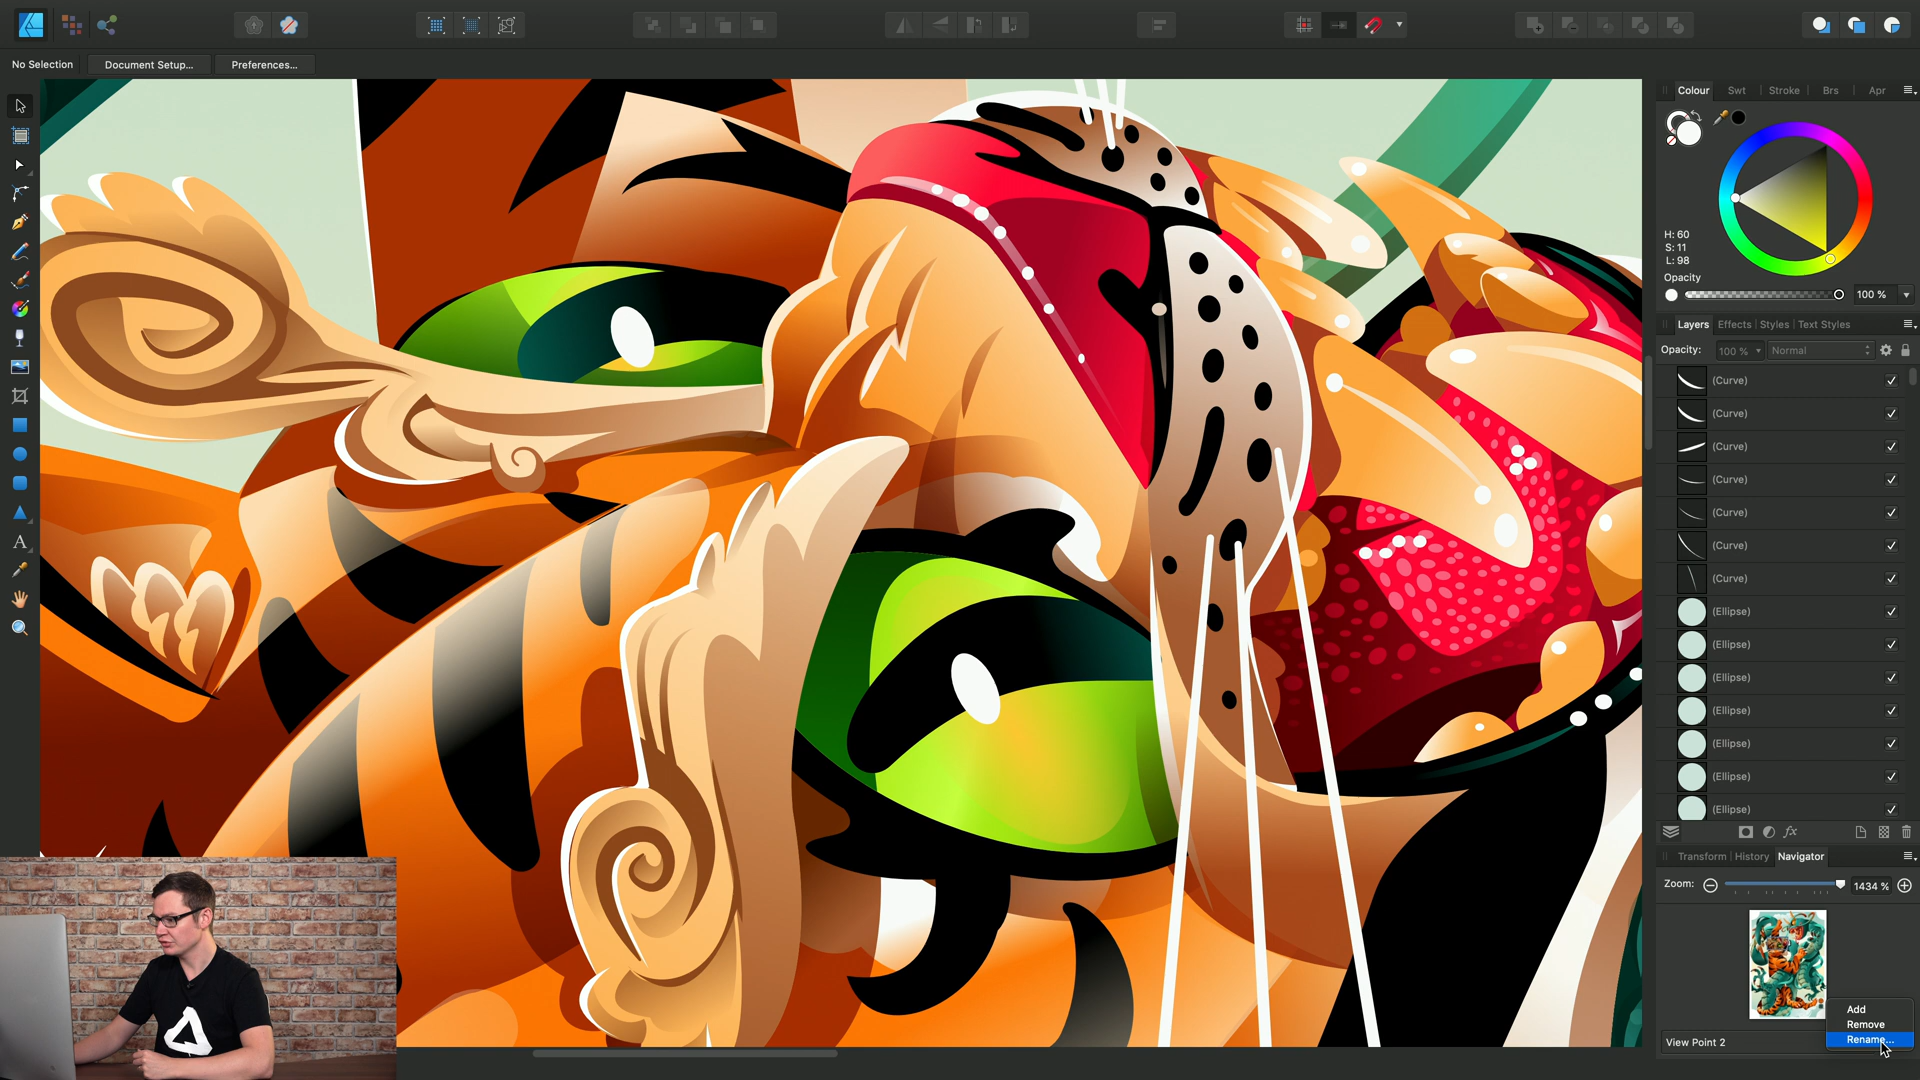 No Selection
Document Setup...
Preferences...
Colour
Swt
Stroke
Brs
Apr
H: 60
S: 11
L: 98
Opacity
100 %
Layers
Effects
Styles
Text Styles
Opacity:
100 %
Normal
(Curve)
(Curve)
(Curve)
(Curve)
(Curve)
(Curve)
(Curve)
(Ellipse)
(Ellipse)
(Ellipse)
(Ellipse)
(Ellipse)
(Ellipse)
(Ellipse)
fx
Transform
History
Navigator
Zoom:
1434 %
Add
Remove
Rename...
View Point 2